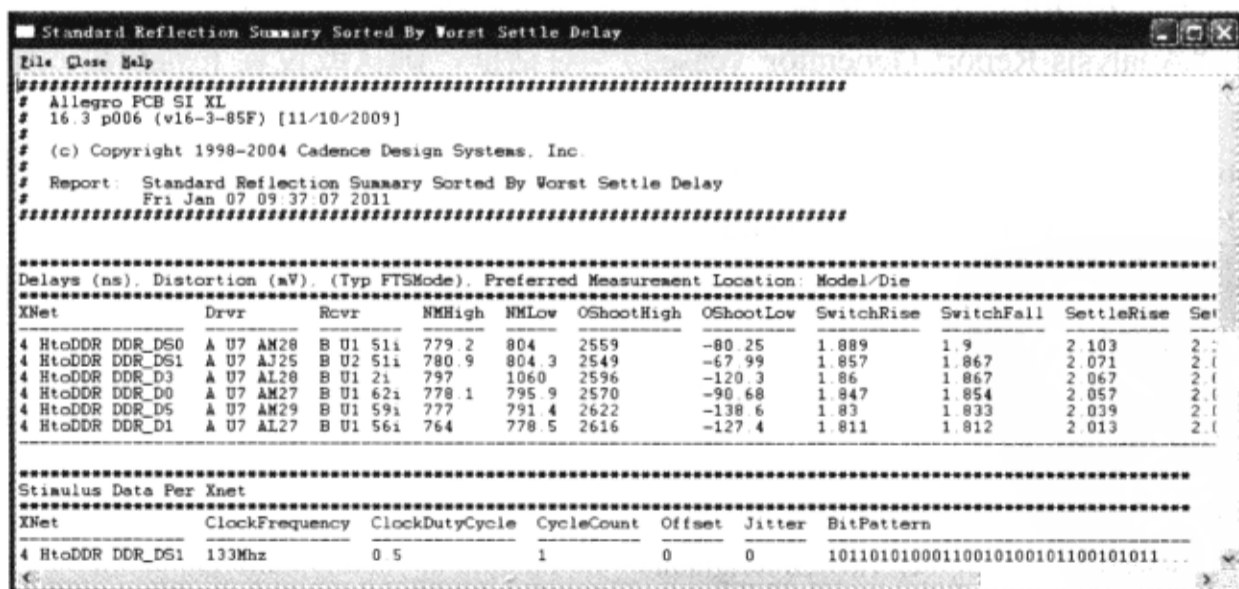 Standard Reflection Summary Sorted By Worst Settle Delay
File Close Help
################################################################################
# Allegro PCB SI XL
# 16.3 p006 (v16-3-85F) [11/10/2009]
#
# (c) Copyright 1998-2004 Cadence Design Systems, Inc.
#
# Report: Standard Reflection Summary Sorted By Worst Settle Delay
# Fri Jan 07 09:37:07 2011
################################################################################
Delays (ns), Distortion (mV), (Typ FTSMode), Preferred Measurement Location: Model/Die
XNet Drvr Rcvr NMHigh NMLow OShootHigh OShootLow SwitchRise SwitchFall SettleRise Set
4 HtoDDR DDR_DS0 A U7 AM28 B U1 51i 779.2 804 2559 -80.25 1.889 1.9 2.103
4 HtoDDR DDR_DS1 A U7 AJ25 B U2 51i 780.9 804.3 2549 -67.99 1.857 1.867 2.071
4 HtoDDR DDR_D3 A U7 AL28 B U1 2i 797 1060 2596 -120.3 1.86 1.867 2.067
4 HtoDDR DDR_D0 A U7 AM27 B U1 62i 778.1 795.9 2570 -90.68 1.847 1.854 2.057
4 HtoDDR DDR_D5 A U7 AM29 B U1 59i 777 791.4 2622 -138.6 1.83 1.833 2.039
4 HtoDDR DDR_D1 A U7 AL27 B U1 56i 764 778.5 2616 -127.4 1.811 1.812 2.013
Stimulus Data Per Xnet
XNet ClockFrequency ClockDutyCycle CycleCount Offset Jitter BitPattern
4 HtoDDR DDR_DS1 133Mhz 0.5 1 0 0 1011010100011001010010110010101​1...